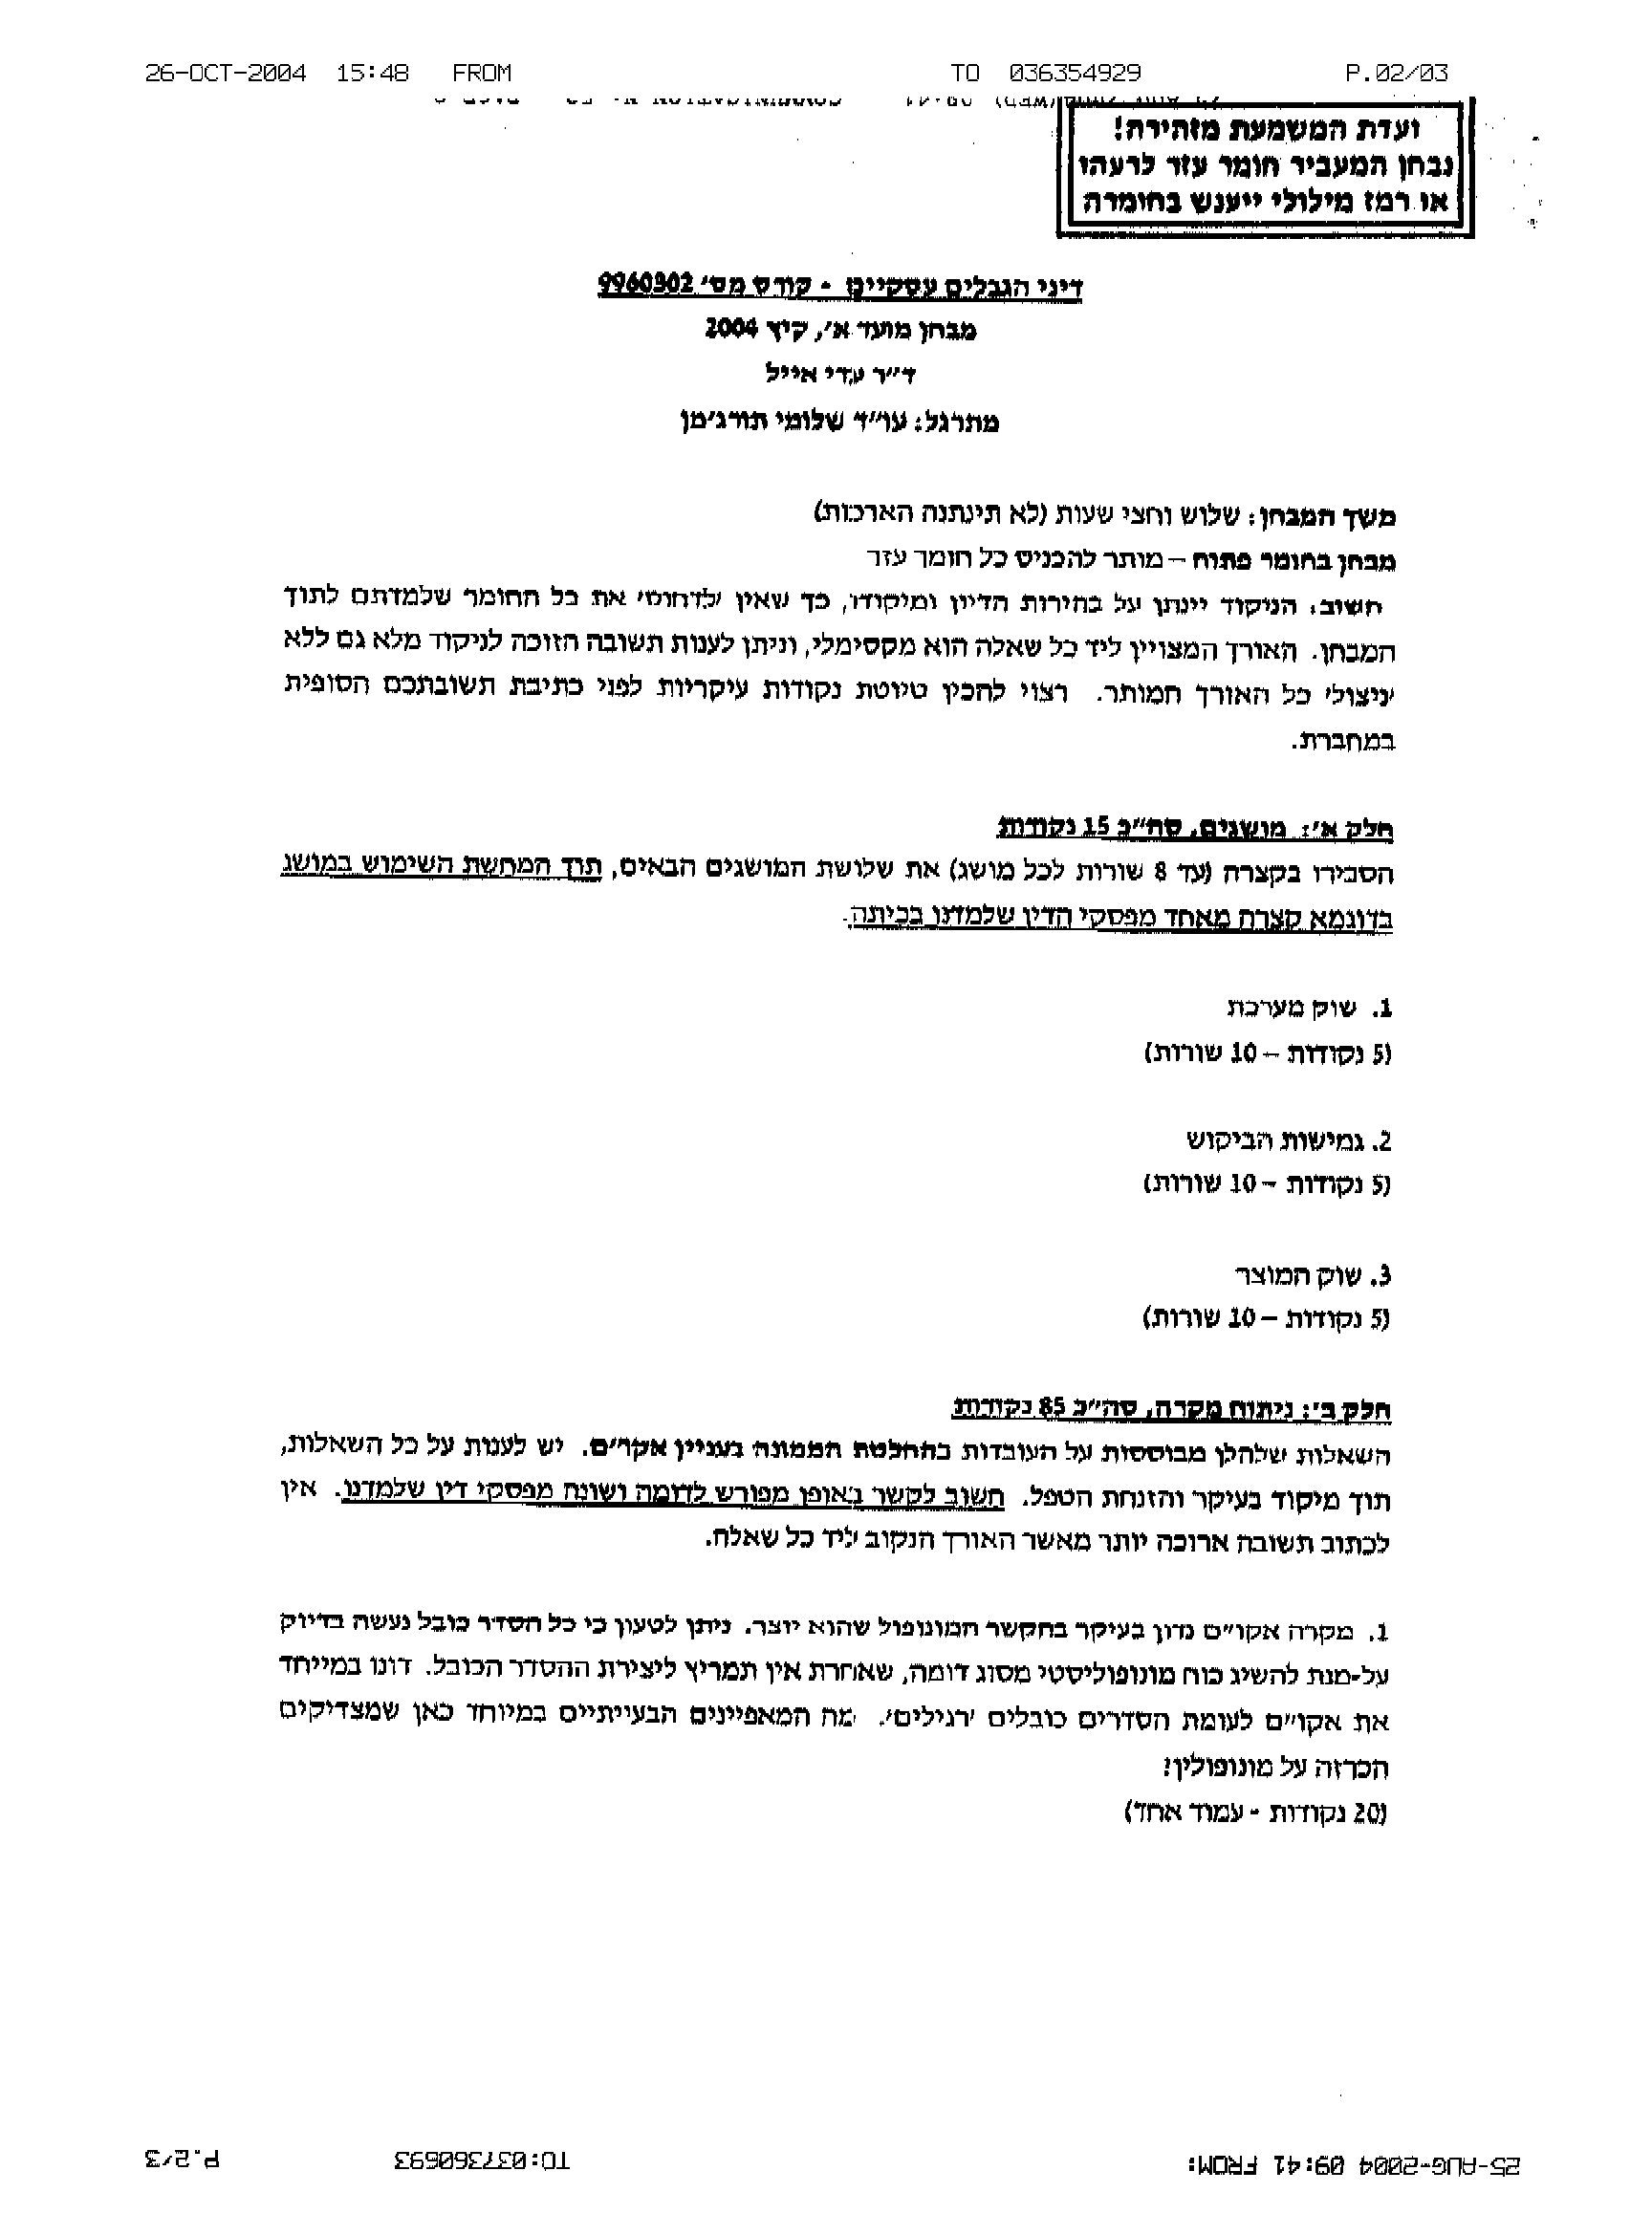 26-OCT-2004 15:48 FROM TO 036354929 P.02/03
ועדת המשמעת מזהירה!
נבחן המעביר חומר עזר לרעהו
או רמז מילולי ייענש בחומרה
דיני הגבלים עסקיים - קורס מס' 9960302
מבחן מועד א', קיץ 2004
ד"ר עדי אייל
מתרגל: עו"ד שלומי תורג'מן
משך המבחן: שלוש וחצי שעות (לא תינתנה הארכות)
מבחן בחומר פתוח – מותר להכניס כל חומר עזר
חשוב: הניקוד יינתן על בהירות הדיון ומיקודו, כך שאין 'לדחוס' את כל החומר שלמדתם לתוך
המבחן. האורך המצויין ליד כל שאלה הוא מקסימלי, וניתן לענות תשובה הזוכה לניקוד מלא גם ללא
'ניצול' כל האורך המותר. רצוי להכין טיוטת נקודות עיקריות לפני כתיבת תשובתכם הסופית
במחברת.
חלק א': מושגים, סה"כ 15 נקודות
הסבירו בקצרה (עד 8 שורות לכל מושג) את שלושת המושגים הבאים, תוך המחשת השימוש במושג
בדוגמא קצרה מאחד מפסקי הדין שלמדנו בכיתה.
1. שוק מערכת
(5 נקודות – 10 שורות)
2. גמישות הביקוש
(5 נקודות – 10 שורות)
3. שוק המוצר
(5 נקודות – 10 שורות)
חלק ב': ניתוח מקרה, סה"כ 85 נקודות
השאלות שלהלן מבוססות על העובדות בהחלטת הממונה בעניין אקו"ם. יש לענות על כל השאלות,
תוך מיקוד בעיקר והזנחת הטפל. חשוב לקשר באופן מפורש לדומה ושונה מפסקי דין שלמדנו. אין
לכתוב תשובה ארוכה יותר מאשר האורך הנקוב ליד כל שאלה.
1. מקרה אקו"ם נדון בעיקר בהקשר המונופול שהוא יוצר. ניתן לטעון כי כל הסדר כובל נעשה בדיוק
על-מנת להשיג כוח מונופוליסטי מסוג דומה, שאחרת אין תמריץ ליצירת ההסדר הכובל. דונו במייחד
את אקו"ם לעומת הסדרים כובלים 'רגילים'. מה המאפיינים הבעייתיים במיוחד כאן שמצדיקים
הכרזה על מונופולין?
(20 נקודות - עמוד אחד)
25-AUG-2004 09:41 FROM: TO:037360693 P.2/3